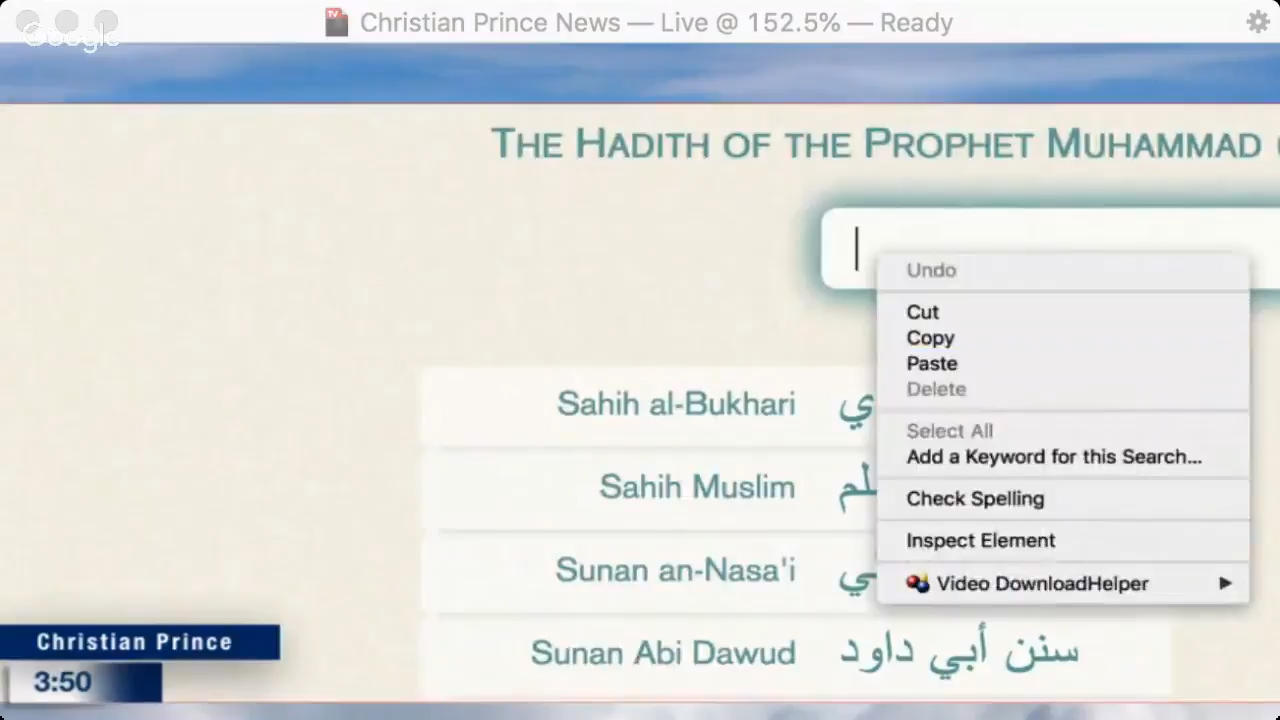 Christian Prince News — Live @ 152.5% — Ready
Google
THE HADITH OF THE PROPHET MUHAMMAD
Undo
Cut
Copy
Paste
Delete
Select All
Add a Keyword for this Search...
Check Spelling
Inspect Element
Video DownloadHelper
Sahih al-Bukhari
Sahih Muslim
Sunan an-Nasa'i
Sunan Abi Dawud سنن أبي داود
Christian Prince
3:50